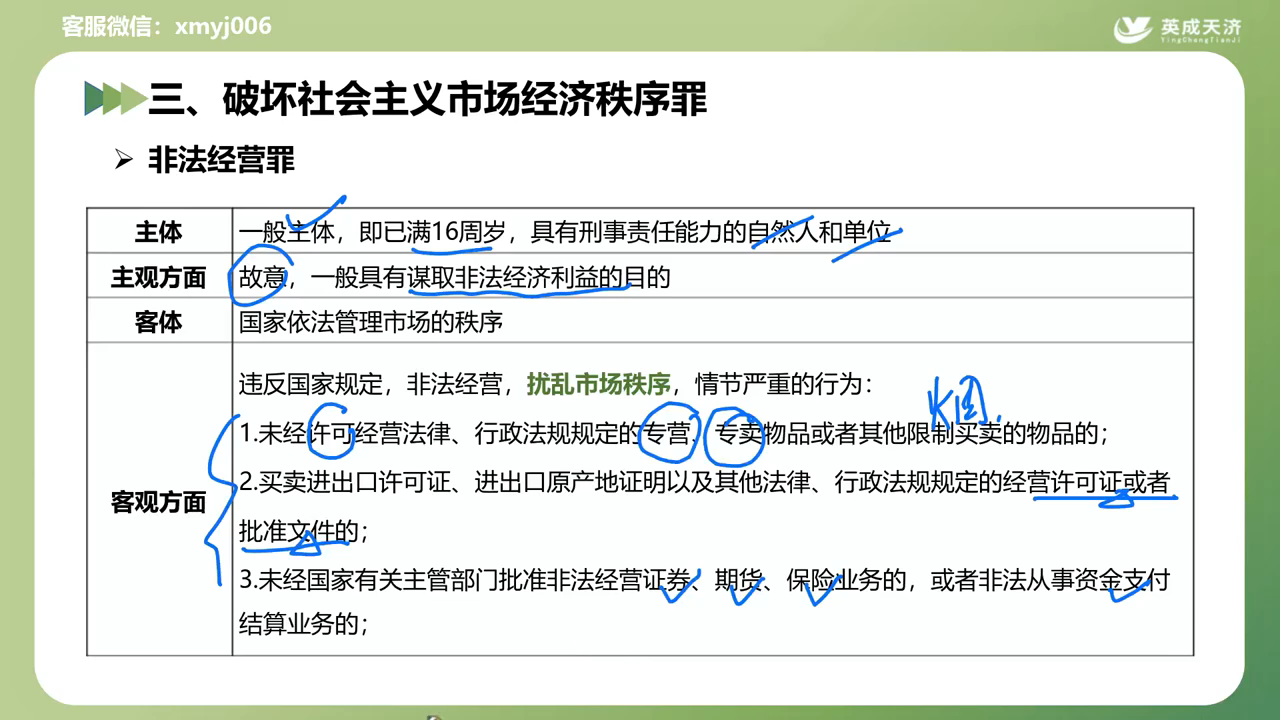 客服微信：xmyj006
英成天济
YingChengTianJi
三、破坏社会主义市场经济秩序罪
非法经营罪
主体 一般主体，即已满16周岁，具有刑事责任能力的自然人和单位
主观方面 故意，一般具有谋取非法经济利益的目的
客体 国家依法管理市场的秩序
客观方面
违反国家规定，非法经营，扰乱市场秩序，情节严重的行为：
烟
1.未经许可经营法律、行政法规规定的专营、专卖物品或者其他限制买卖的物品的；
2.买卖进出口许可证、进出口原产地证明以及其他法律、行政法规规定的经营许可证或者
批准文件的；
3.未经国家有关主管部门批准非法经营证券、期货、保险业务的，或者非法从事资金支付
结算业务的；